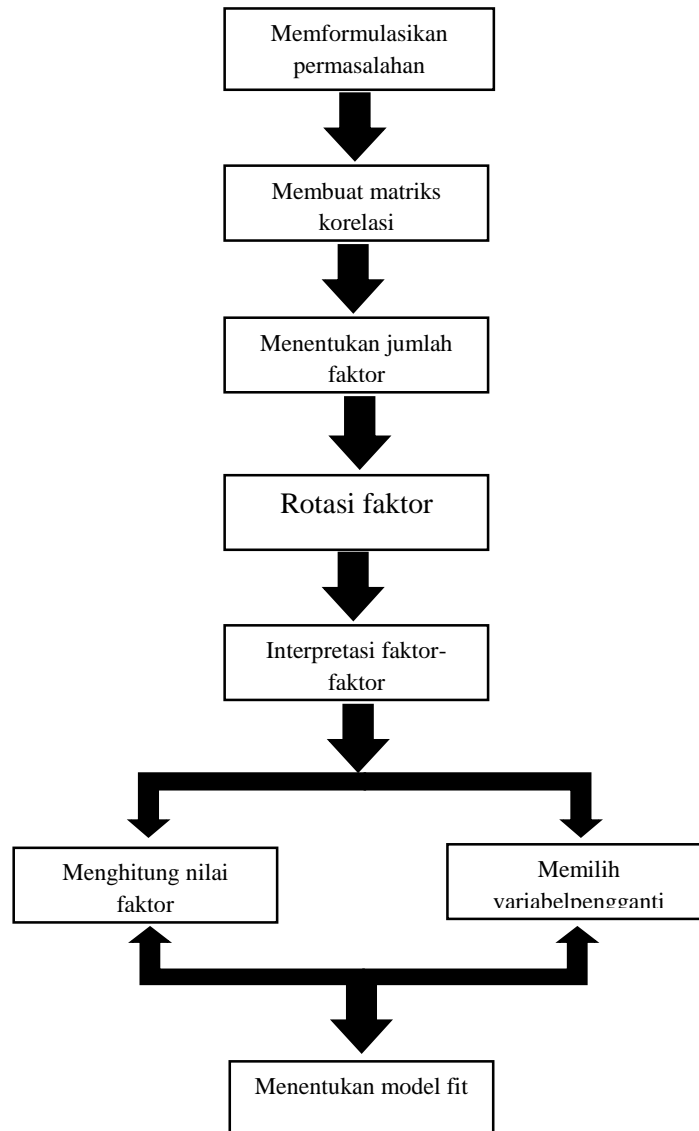 Memformulasikan
permasalahan
Membuat matriks
korelasi
Menentukan jumlah
faktor
Rotasi faktor
Interpretasi faktor-
faktor
Menghitung nilai
faktor
Memilih
variabelpengganti
Menentukan model fit